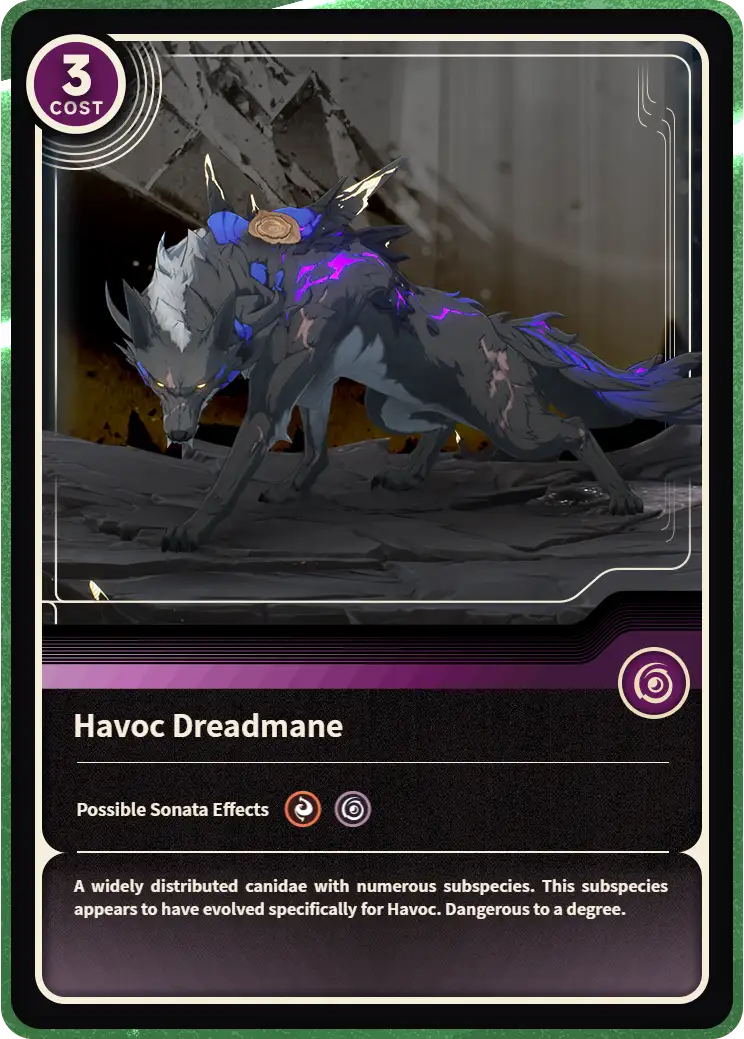 3
COST
Havoc Dreadmane
Possible Sonata Effects
A widely distributed canidae with numerous subspecies. This subspecies
appears to have evolved specifically for Havoc. Dangerous to a degree.